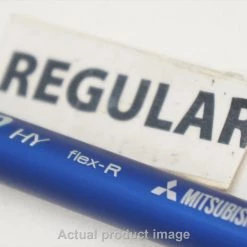 REGULAR
HY flex-R MITSUBIS
Actual product image